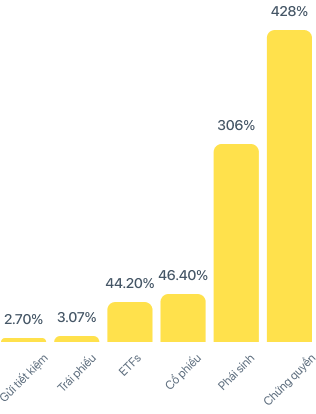 428%
306%
46.40%
44.20%
3.07%
2.70%
Gửi tiết kiệm
Trái phiếu
ETFs
Cổ phiếu
Phái sinh
Chứng quyền